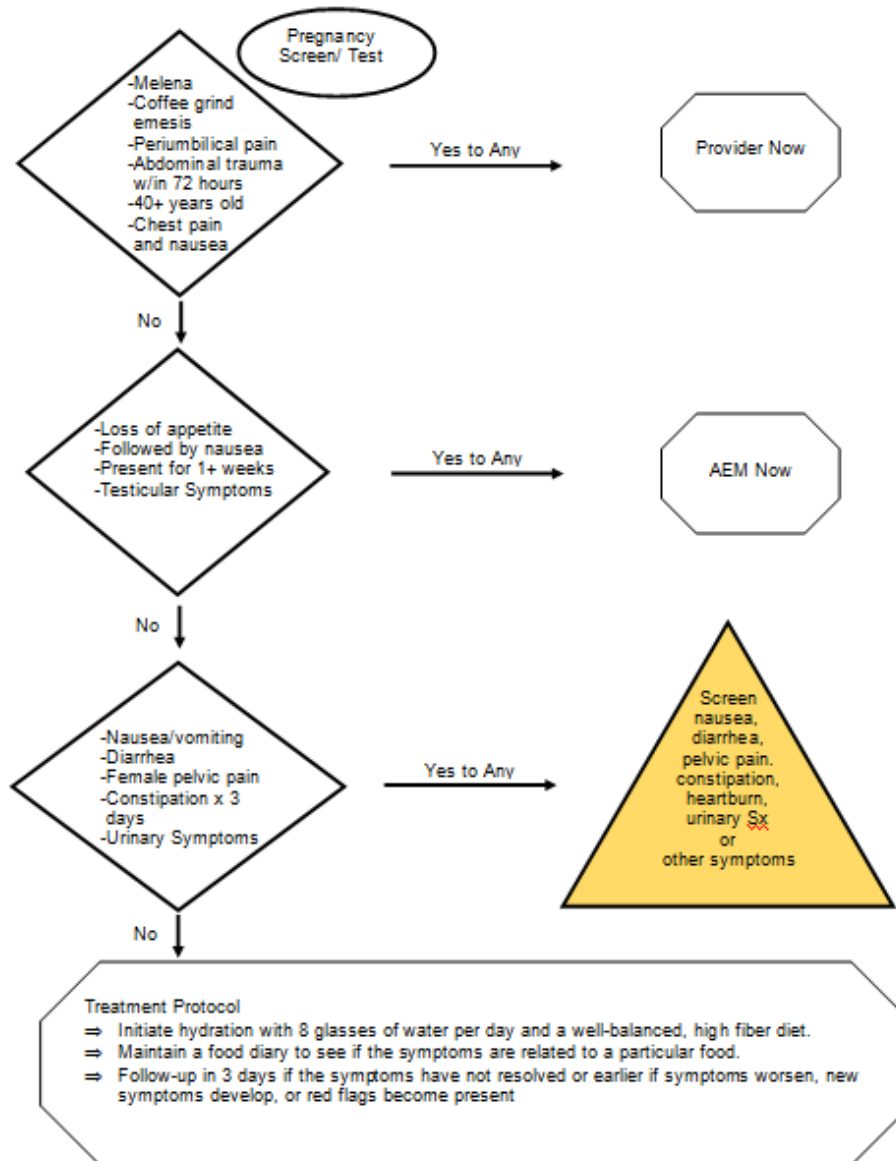 Pregnancy
Screen/ Test
-Melena
-Coffee grind
emesis
-Periumbilical pain
-Abdominal trauma
w/in 72 hours
-40+ years old
-Chest pain
and nausea
Yes to Any
Provider Now
No
-Loss of appetite
-Followed by nausea
-Present for 1+ weeks
-Testicular Symptoms
Yes to Any
AEM Now
No
-Nausea/vomiting
-Diarrhea
-Female pelvic pain
-Constipation x 3
days
-Urinary Symptoms
Yes to Any
Screen
nausea,
diarrhea,
pelvic pain.
constipation,
heartburn,
urinary Sx
or
other symptoms
No
Treatment Protocol
⇒ Initiate hydration with 8 glasses of water per day and a well-balanced, high fiber diet.
⇒ Maintain a food diary to see if the symptoms are related to a particular food.
⇒ Follow-up in 3 days if the symptoms have not resolved or earlier if symptoms worsen, new
symptoms develop, or red flags become present